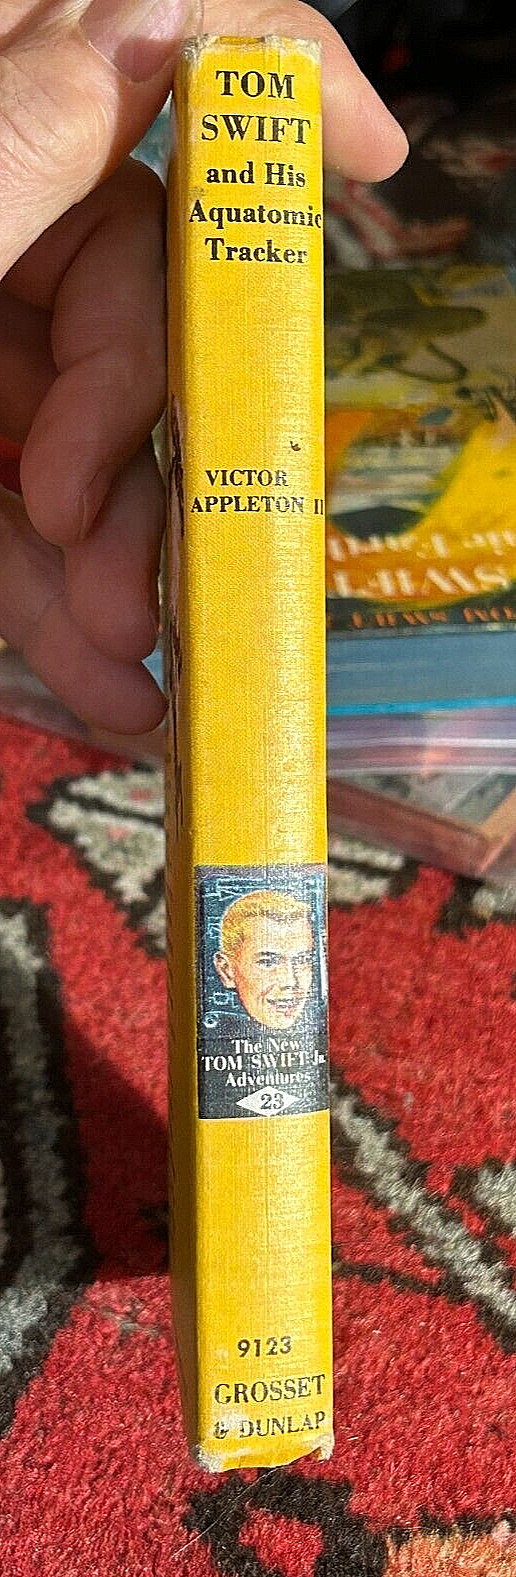 TOM
SWIFT
and His
Aquatomic
Tracker
VICTOR
APPLETON II
The New
TOM SWIFT Jr.
Adventures
23
9123
GROSSET
& DUNLAP
SWIFT